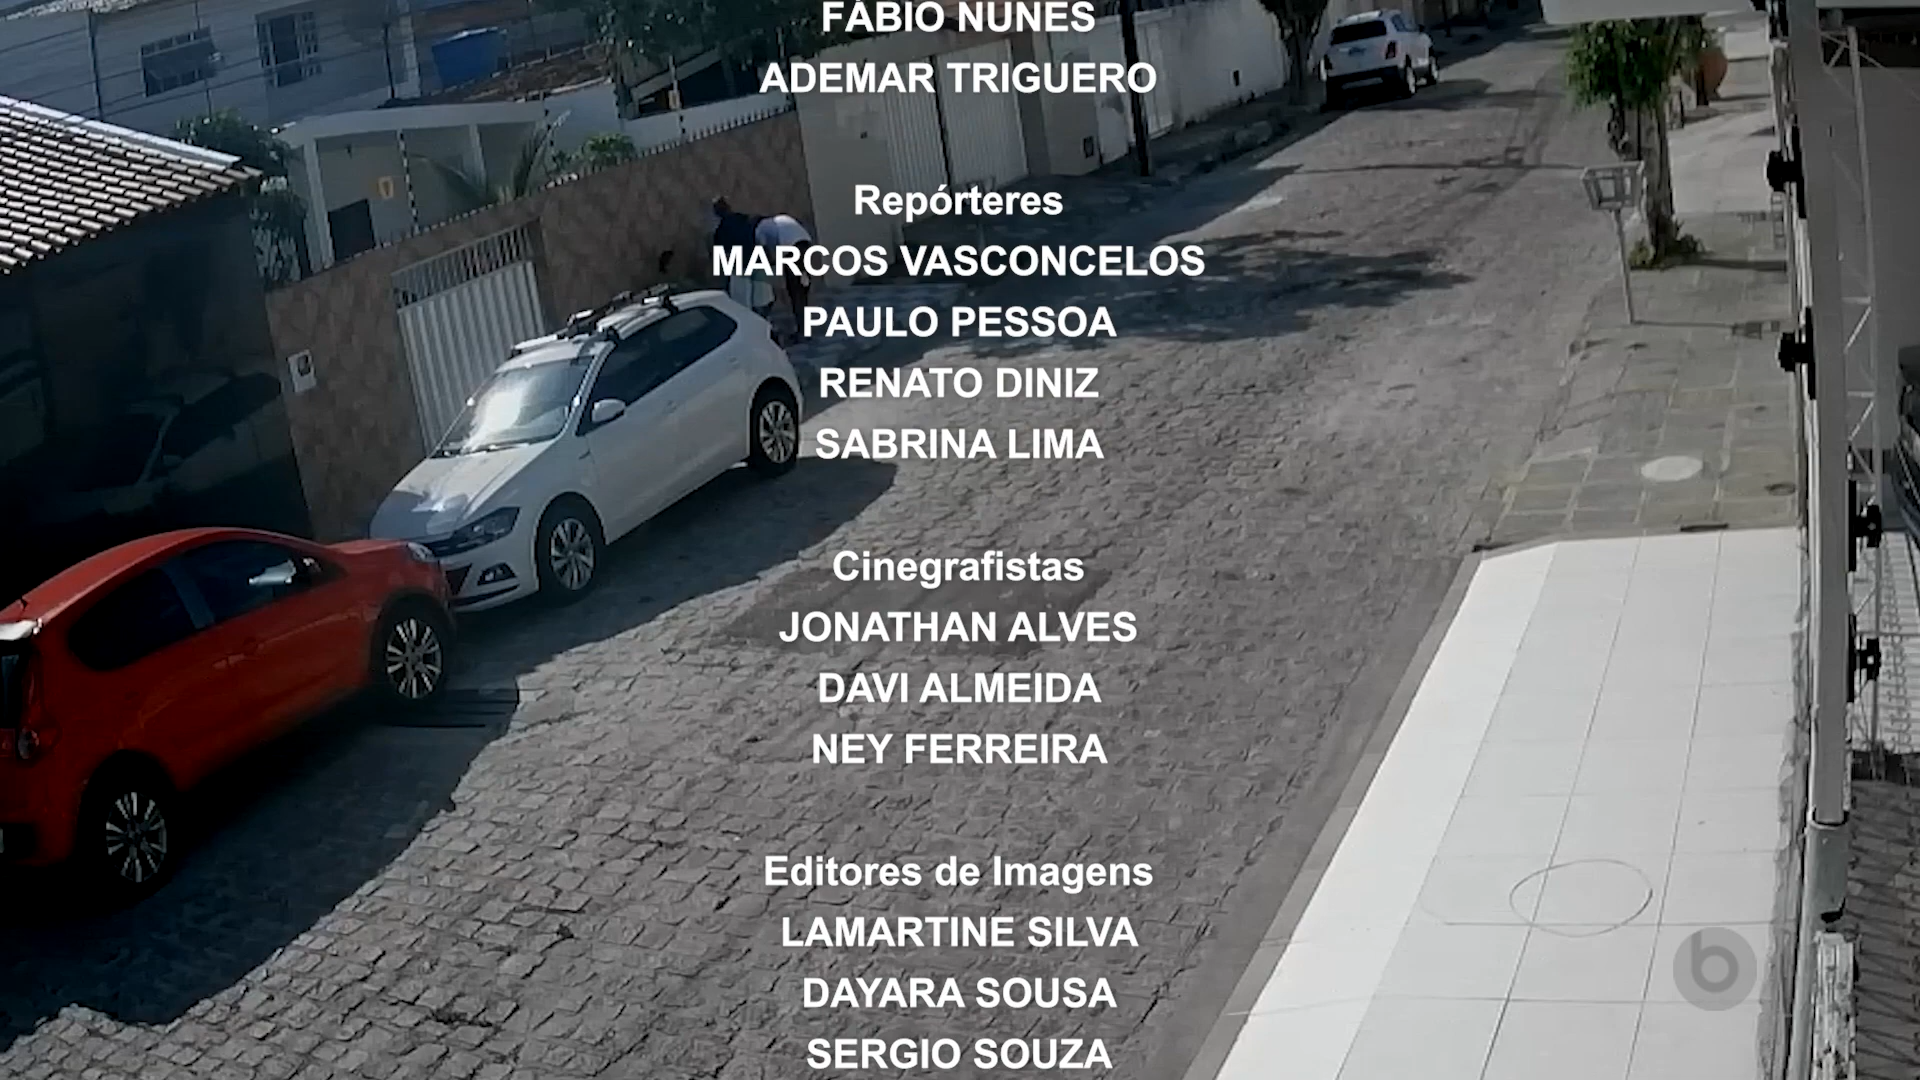 FÁBIO NUNES
ADEMAR TRIGUERO
Repórteres
MARCOS VASCONCELOS
PAULO PESSOA
RENATO DINIZ
SABRINA LIMA
Cinegrafistas
JONATHAN ALVES
DAVI ALMEIDA
NEY FERREIRA
Editores de Imagens
LAMARTINE SILVA
DAYARA SOUSA
SERGIO SOUZA
b